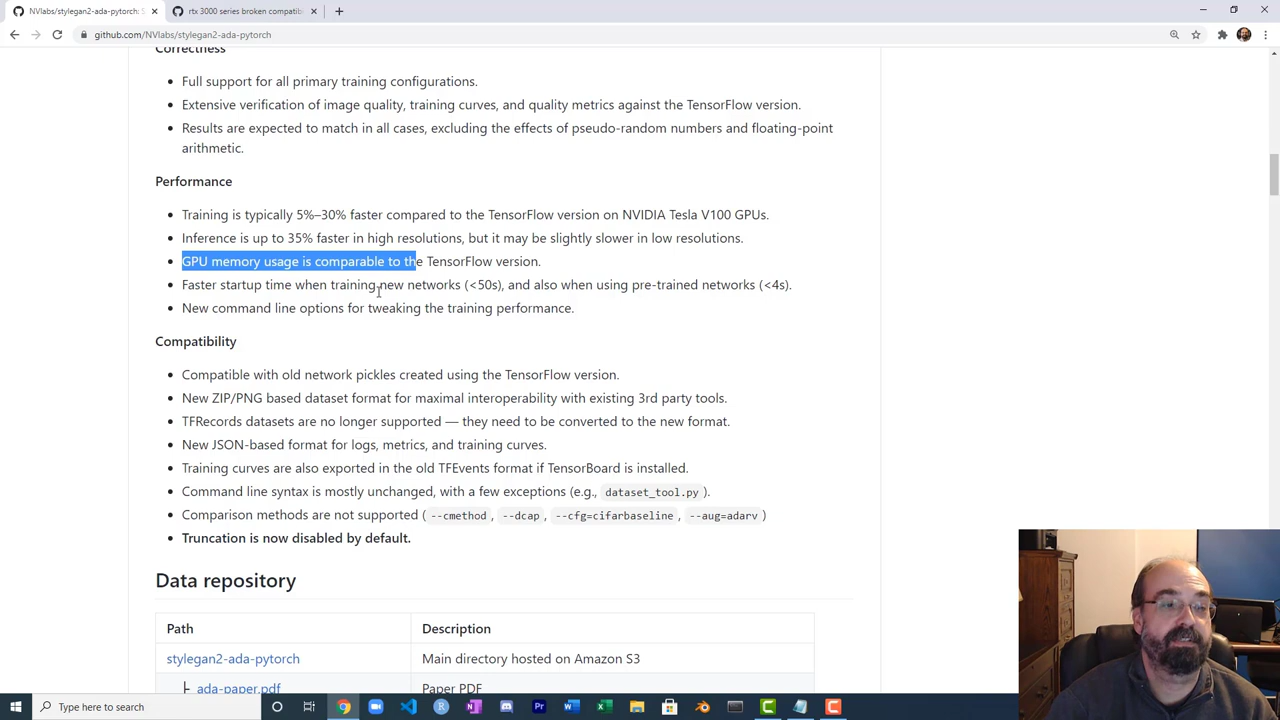 NVlabs/stylegan2-ada-pytorch: S
rtx 3000 series broken compatib
github.com/NVlabs/stylegan2-ada-pytorch
Correctness
Full support for all primary training configurations.
Extensive verification of image quality, training curves, and quality metrics against the TensorFlow version.
Results are expected to match in all cases, excluding the effects of pseudo-random numbers and floating-point
arithmetic.
Performance
Training is typically 5%–30% faster compared to the TensorFlow version on NVIDIA Tesla V100 GPUs.
Inference is up to 35% faster in high resolutions, but it may be slightly slower in low resolutions.
GPU memory usage is comparable to the TensorFlow version.
Faster startup time when training new networks (<50s), and also when using pre-trained networks (<4s).
New command line options for tweaking the training performance.
Compatibility
Compatible with old network pickles created using the TensorFlow version.
New ZIP/PNG based dataset format for maximal interoperability with existing 3rd party tools.
TFRecords datasets are no longer supported — they need to be converted to the new format.
New JSON-based format for logs, metrics, and training curves.
Training curves are also exported in the old TFEvents format if TensorBoard is installed.
Command line syntax is mostly unchanged, with a few exceptions (e.g., dataset_tool.py ).
Comparison methods are not supported ( --cmethod , --dcap , --cfg=cifarbaseline , --aug=adarv )
Truncation is now disabled by default.
Data repository
Path Description
stylegan2-ada-pytorch Main directory hosted on Amazon S3
├ ada-paper.pdf Paper PDF
Type here to search